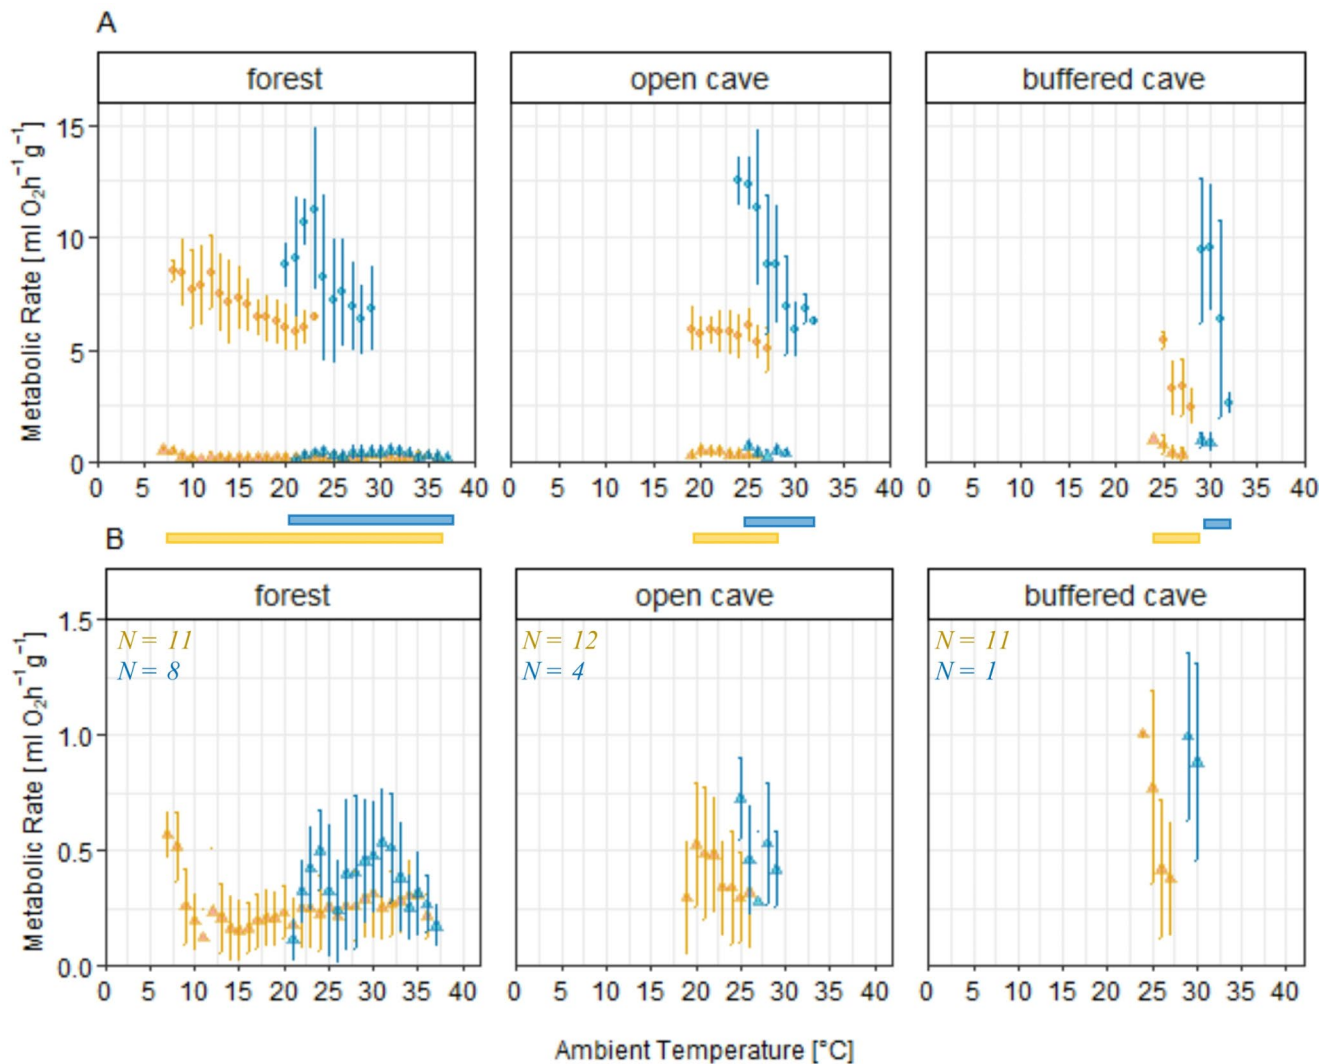 A
forest open cave buffered cave
Metabolic Rate [ml O₂h⁻¹g⁻¹]
15
10
5
0
0 5 10 15 20 25 30 35 40 0 5 10 15 20 25 30 35 40 0 5 10 15 20 25 30 35 40
B
forest open cave buffered cave
Metabolic Rate [ml O₂h⁻¹g⁻¹]
1.5
1.0
0.5
0.0
N = 11 N = 12 N = 11
N = 8 N = 4 N = 1
0 5 10 15 20 25 30 35 40 0 5 10 15 20 25 30 35 40 0 5 10 15 20 25 30 35 40
Ambient Temperature [°C]